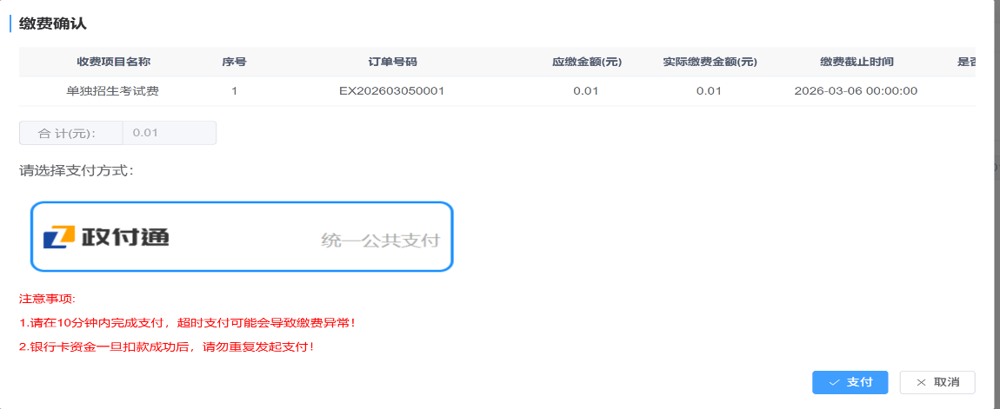 缴费确认
收费项目名称 序号 订单号码 应缴金额(元) 实际缴费金额(元) 缴费截止时间 是否
单独招生考试费 1 EX202603050001 0.01 0.01 2026-03-06 00:00:00
合 计(元): 0.01
请选择支付方式:
政付通 统一公共支付
注意事项:
1.请在10分钟内完成支付，超时支付可能会导致缴费异常!
2.银行卡资金一旦扣款成功后，请勿重复发起支付!
支付 取消